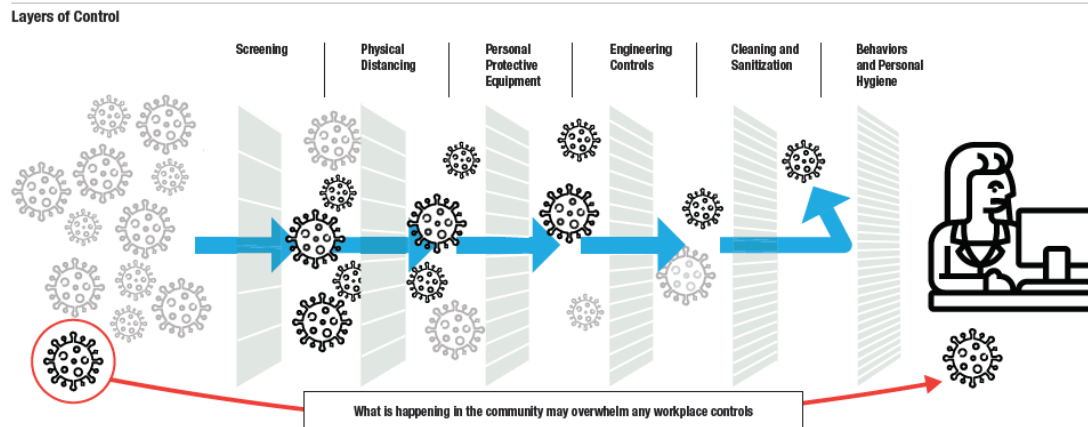 Layers of Control
Screening
Physical
Distancing
Personal
Protective
Equipment
Engineering
Controls
Cleaning and
Sanitization
Behaviors
and Personal
Hygiene
What is happening in the community may overwhelm any workplace controls